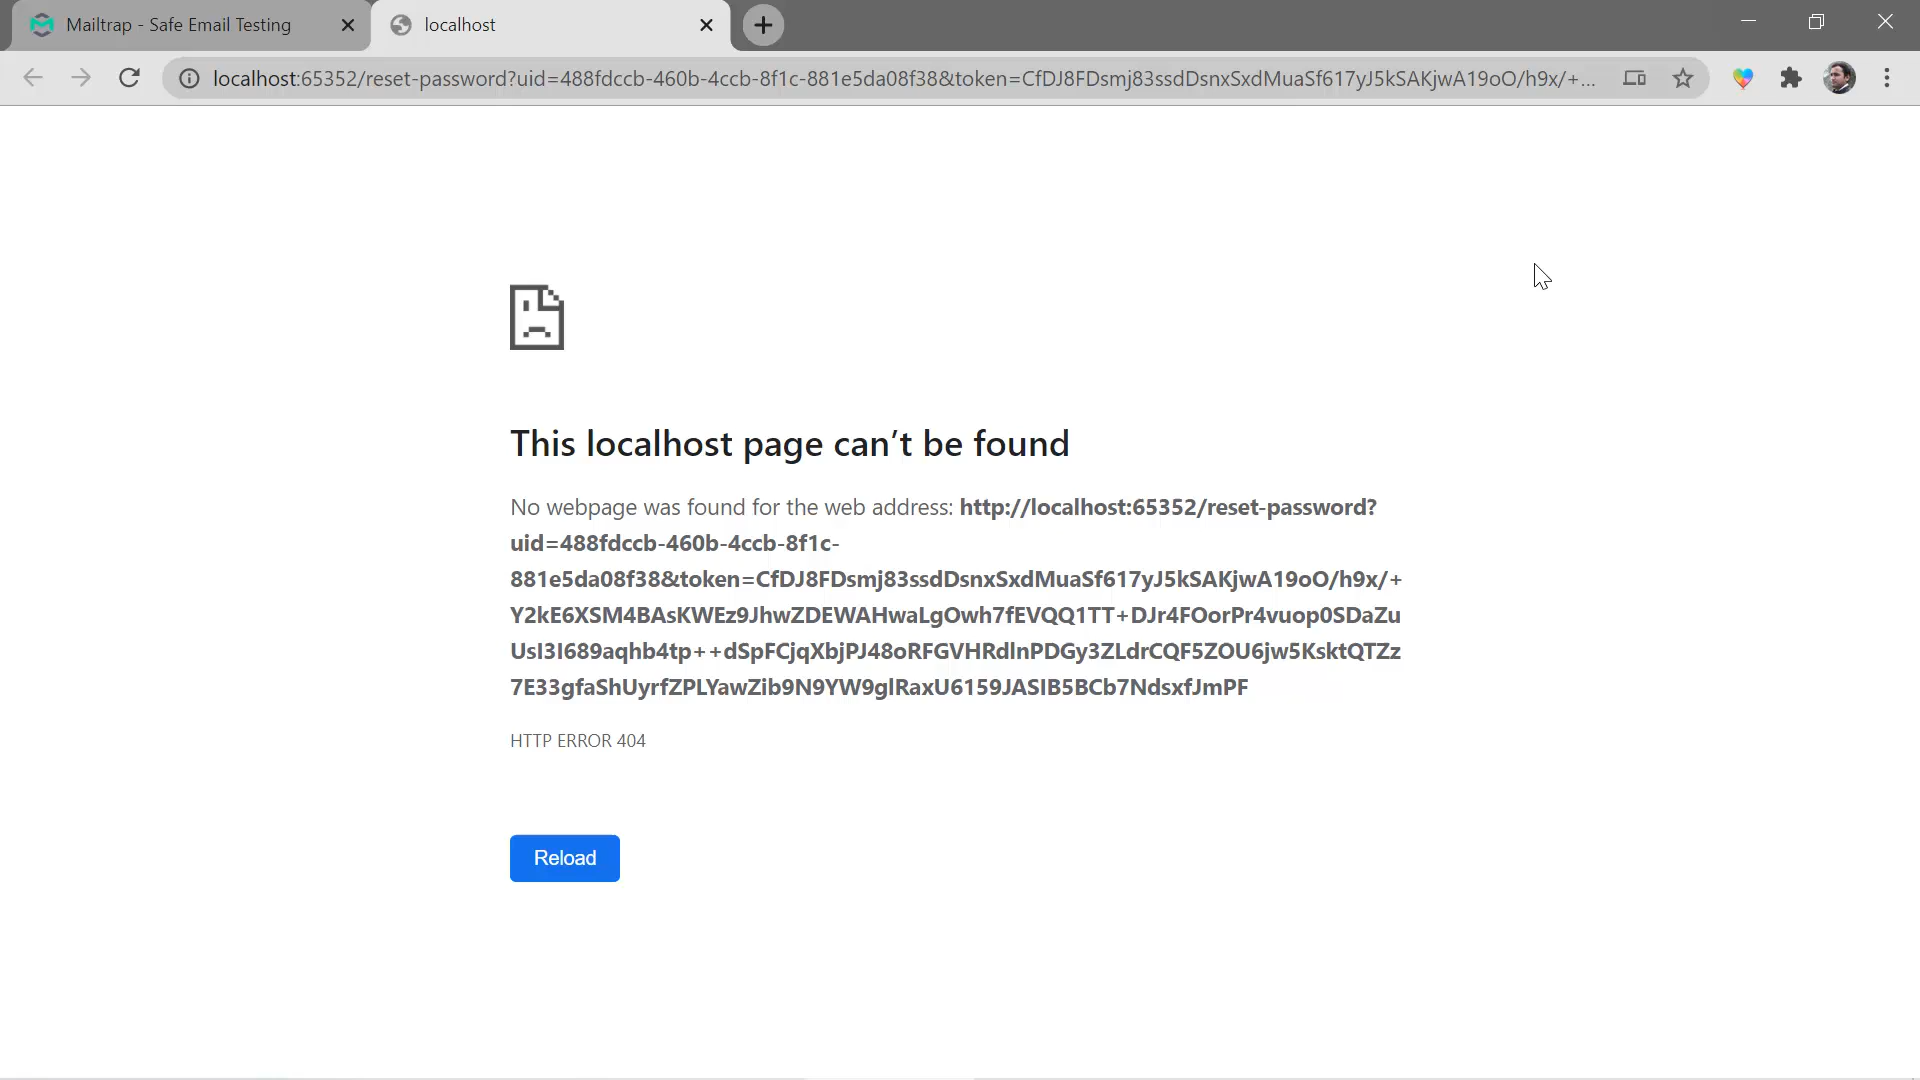 Mailtrap - Safe Email Testing
localhost
localhost:65352/reset-password?uid=488fdccb-460b-4ccb-8f1c-881e5da08f38&token=CfDJ8FDsmj83ssdDsnxSxdMuaSf617yJ5kSAKjwA19oO/h9x/+...
This localhost page can’t be found
No webpage was found for the web address: http://localhost:65352/reset-password?
uid=488fdccb-460b-4ccb-8f1c-
881e5da08f38&token=CfDJ8FDsmj83ssdDsnxSxdMuaSf617yJ5kSAKjwA19oO/h9x/+
Y2kE6XSM4BAsKWEz9JhwZDEWAHwaLgOwh7fEVQQ1TT+DJr4FOorPr4vuop0SDaZu
UsI3I689aqhb4tp++dSpFCjqXbjPJ48oRFGVHRdlnPDGy3ZLdrCQF5ZOU6jw5KsktQTZz
7E33gfaShUyrfZPLYawZib9N9YW9glRaxU6159JASIB5BCb7NdsxfJmPF
HTTP ERROR 404
Reload